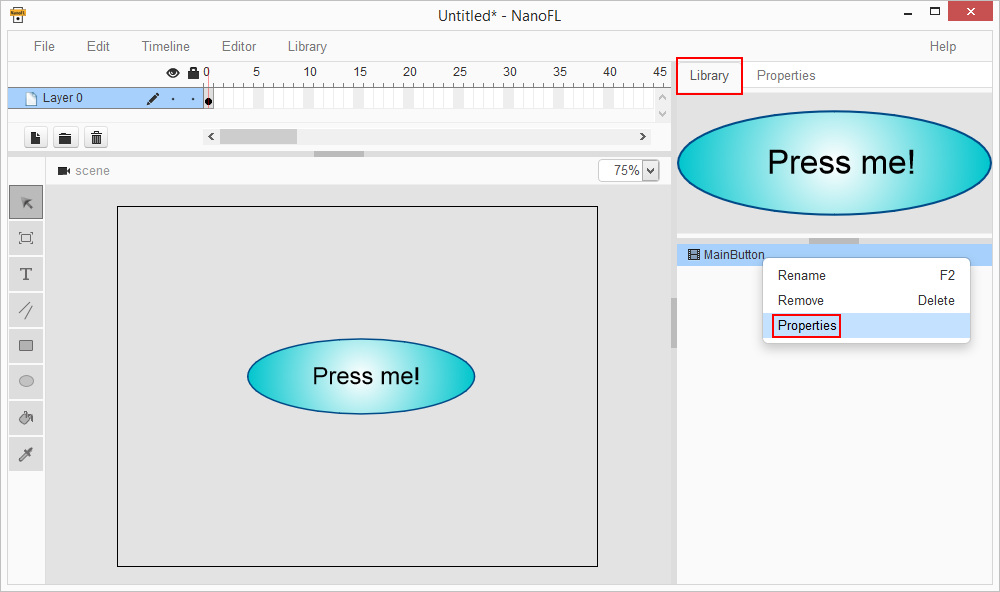 Untitled* - NanoFL
File Edit Timeline Editor Library Help
0 5 10 15 20 25 30 35 40 45
Library Properties
Layer 0
Press me!
scene
75%
MainButton
Rename F2
Remove Delete
Properties
Press me!